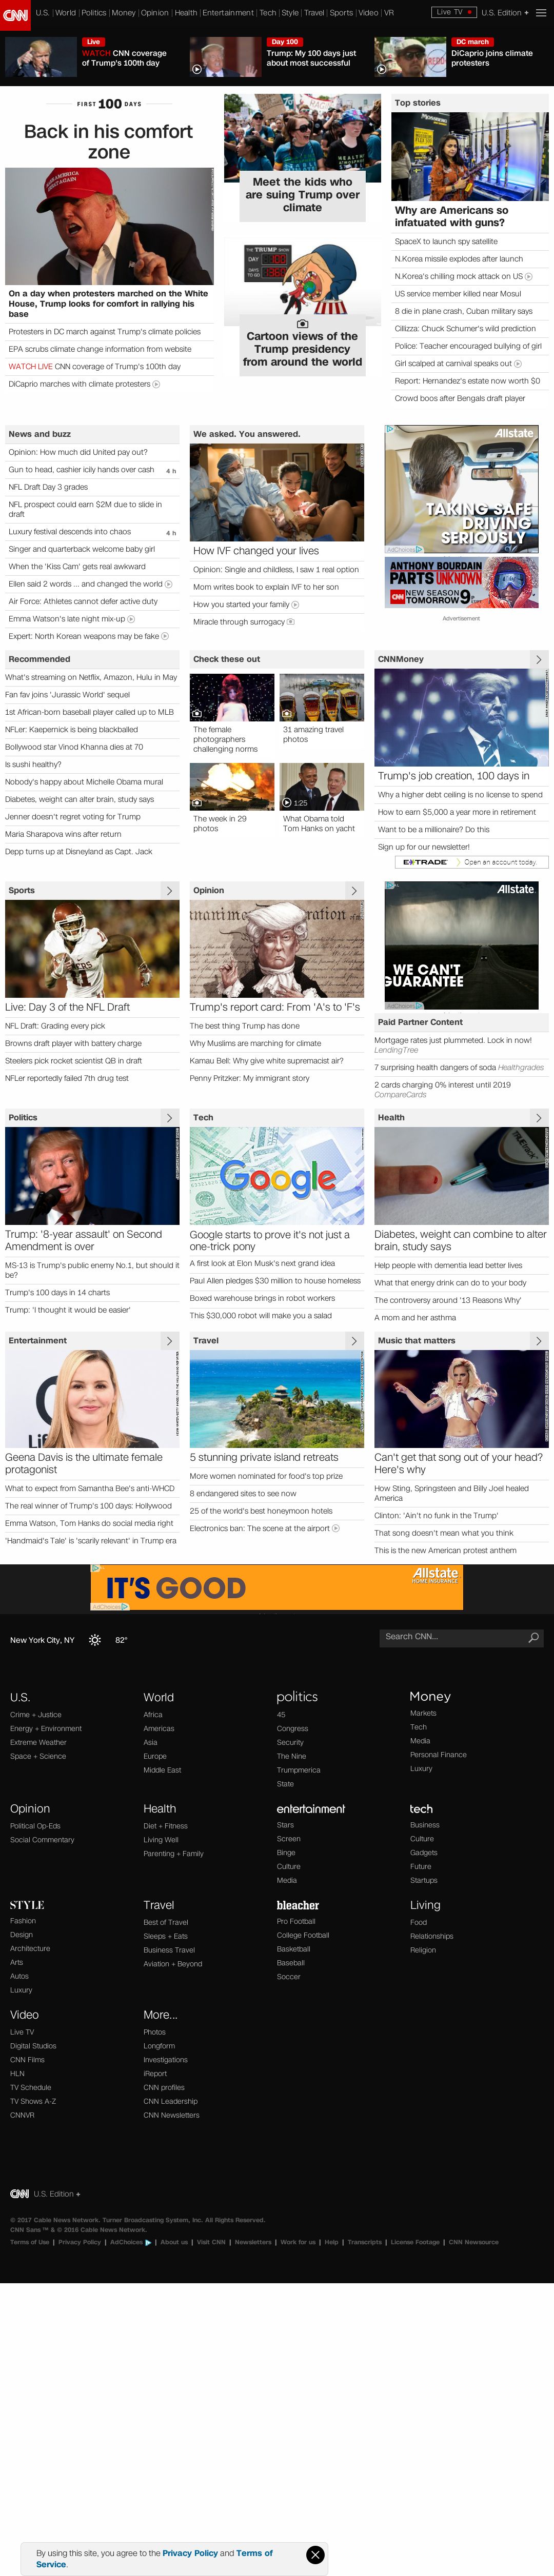 CNN
U.S.
World
Politics
Money
Opinion
Health
Entertainment
Tech
Style
Travel
Sports
Video
VR
Live TV
U.S. Edition +
Live
WATCH CNN coverage
of Trump's 100th day
Day 100
Trump: My 100 days just
about most successful
DC march
DiCaprio joins climate
protesters
FIRST 100 DAYS
Back in his comfort
zone
On a day when protesters marched on the White
House, Trump looks for comfort in rallying his
base
Protesters in DC march against Trump's climate policies
EPA scrubs climate change information from website
WATCH LIVE CNN coverage of Trump's 100th day
DiCaprio marches with climate protesters
Meet the kids who
are suing Trump over
climate
THE TRUMP SHOW
DAY
DAYS
TO GO
Cartoon views of the
Trump presidency
from around the world
Top stories
Why are Americans so
infatuated with guns?
SpaceX to launch spy satellite
N.Korea missile explodes after launch
N.Korea's chilling mock attack on US
US service member killed near Mosul
8 die in plane crash, Cuban military says
Cillizza: Chuck Schumer's wild prediction
Police: Teacher encouraged bullying of girl
Girl scalped at carnival speaks out
Report: Hernandez's estate now worth $0
Crowd boos after Bengals draft player
News and buzz
Opinion: How much did United pay out?
Gun to head, cashier icily hands over cash 4 h
NFL Draft Day 3 grades
NFL prospect could earn $2M due to slide in
draft
Luxury festival descends into chaos 4 h
Singer and quarterback welcome baby girl
When the 'Kiss Cam' gets real awkward
Ellen said 2 words ... and changed the world
Air Force: Athletes cannot defer active duty
Emma Watson's late night mix-up
Expert: North Korean weapons may be fake
We asked. You answered.
How IVF changed your lives
Opinion: Single and childless, I saw 1 real option
Mom writes book to explain IVF to her son
How you started your family
Miracle through surrogacy
Allstate
TAKING SAFE
DRIVING
SERIOUSLY
AdChoices
ANTHONY BOURDAIN
PARTS UNKNOWN
CNN NEW SEASON
TOMORROW 9p
Advertisement
Recommended
What's streaming on Netflix, Amazon, Hulu in May
Fan fav joins 'Jurassic World' sequel
1st African-born baseball player called up to MLB
NFLer: Kaepernick is being blackballed
Bollywood star Vinod Khanna dies at 70
Is sushi healthy?
Nobody's happy about Michelle Obama mural
Diabetes, weight can alter brain, study says
Jenner doesn't regret voting for Trump
Maria Sharapova wins after return
Depp turns up at Disneyland as Capt. Jack
Check these out
The female
photographers
challenging norms
31 amazing travel
photos
The week in 29
photos
1:25
What Obama told
Tom Hanks on yacht
CNNMoney
Trump's job creation, 100 days in
Why a higher debt ceiling is no license to spend
How to earn $5,000 a year more in retirement
Want to be a millionaire? Do this
Sign up for our newsletter!
E*TRADE
Open an account today.
Sports
Live: Day 3 of the NFL Draft
NFL Draft: Grading every pick
Browns draft player with battery charge
Steelers pick rocket scientist QB in draft
NFLer reportedly failed 7th drug test
Opinion
Trump's report card: From 'A's to 'F's
The best thing Trump has done
Why Muslims are marching for climate
Kamau Bell: Why give white supremacist air?
Penny Pritzker: My immigrant story
Allstate
WE CAN'T
GUARANTEE
AdChoices
Paid Partner Content
Mortgage rates just plummeted. Lock in now!
LendingTree
7 surprising health dangers of soda Healthgrades
2 cards charging 0% interest until 2019
CompareCards
Politics
Trump: '8-year assault' on Second
Amendment is over
MS-13 is Trump's public enemy No.1, but should it
be?
Trump's 100 days in 14 charts
Trump: 'I thought it would be easier'
Tech
Google
Google starts to prove it's not just a
one-trick pony
A first look at Elon Musk's next grand idea
Paul Allen pledges $30 million to house homeless
Boxed warehouse brings in robot workers
This $30,000 robot will make you a salad
Health
Diabetes, weight can combine to alter
brain, study says
Help people with dementia lead better lives
What that energy drink can do to your body
The controversy around '13 Reasons Why'
A mom and her asthma
Entertainment
Geena Davis is the ultimate female
protagonist
What to expect from Samantha Bee's anti-WHCD
The real winner of Trump's 100 days: Hollywood
Emma Watson, Tom Hanks do social media right
'Handmaid's Tale' is 'scarily relevant' in Trump era
Travel
5 stunning private island retreats
More women nominated for food's top prize
8 endangered sites to see now
25 of the world's best honeymoon hotels
Electronics ban: The scene at the airport
Music that matters
Can't get that song out of your head?
Here's why
How Sting, Springsteen and Billy Joel healed
America
Clinton: 'Ain't no funk in the Trump'
That song doesn't mean what you think
This is the new American protest anthem
IT'S GOOD
Allstate
HOME INSURANCE
AdChoices
New York City, NY
82°
Search CNN...
U.S.
Crime + Justice
Energy + Environment
Extreme Weather
Space + Science
World
Africa
Americas
Asia
Europe
Middle East
politics
45
Congress
Security
The Nine
Trumpmerica
State
Money
Markets
Tech
Media
Personal Finance
Luxury
Opinion
Political Op-Eds
Social Commentary
Health
Diet + Fitness
Living Well
Parenting + Family
entertainment
Stars
Screen
Binge
Culture
Media
tech
Business
Culture
Gadgets
Future
Startups
STYLE
Fashion
Design
Architecture
Arts
Autos
Luxury
Travel
Best of Travel
Sleeps + Eats
Business Travel
Aviation + Beyond
bleacher
Pro Football
College Football
Basketball
Baseball
Soccer
Living
Food
Relationships
Religion
Video
Live TV
Digital Studios
CNN Films
HLN
TV Schedule
TV Shows A-Z
CNNVR
More...
Photos
Longform
Investigations
iReport
CNN profiles
CNN Leadership
CNN Newsletters
CNN U.S. Edition +
© 2017 Cable News Network. Turner Broadcasting System, Inc. All Rights Reserved.
CNN Sans ™ & © 2016 Cable News Network.
Terms of Use | Privacy Policy | AdChoices | About us | Visit CNN | Newsletters | Work for us | Help | Transcripts | License Footage | CNN Newsource
By using this site, you agree to the Privacy Policy and Terms of
Service.